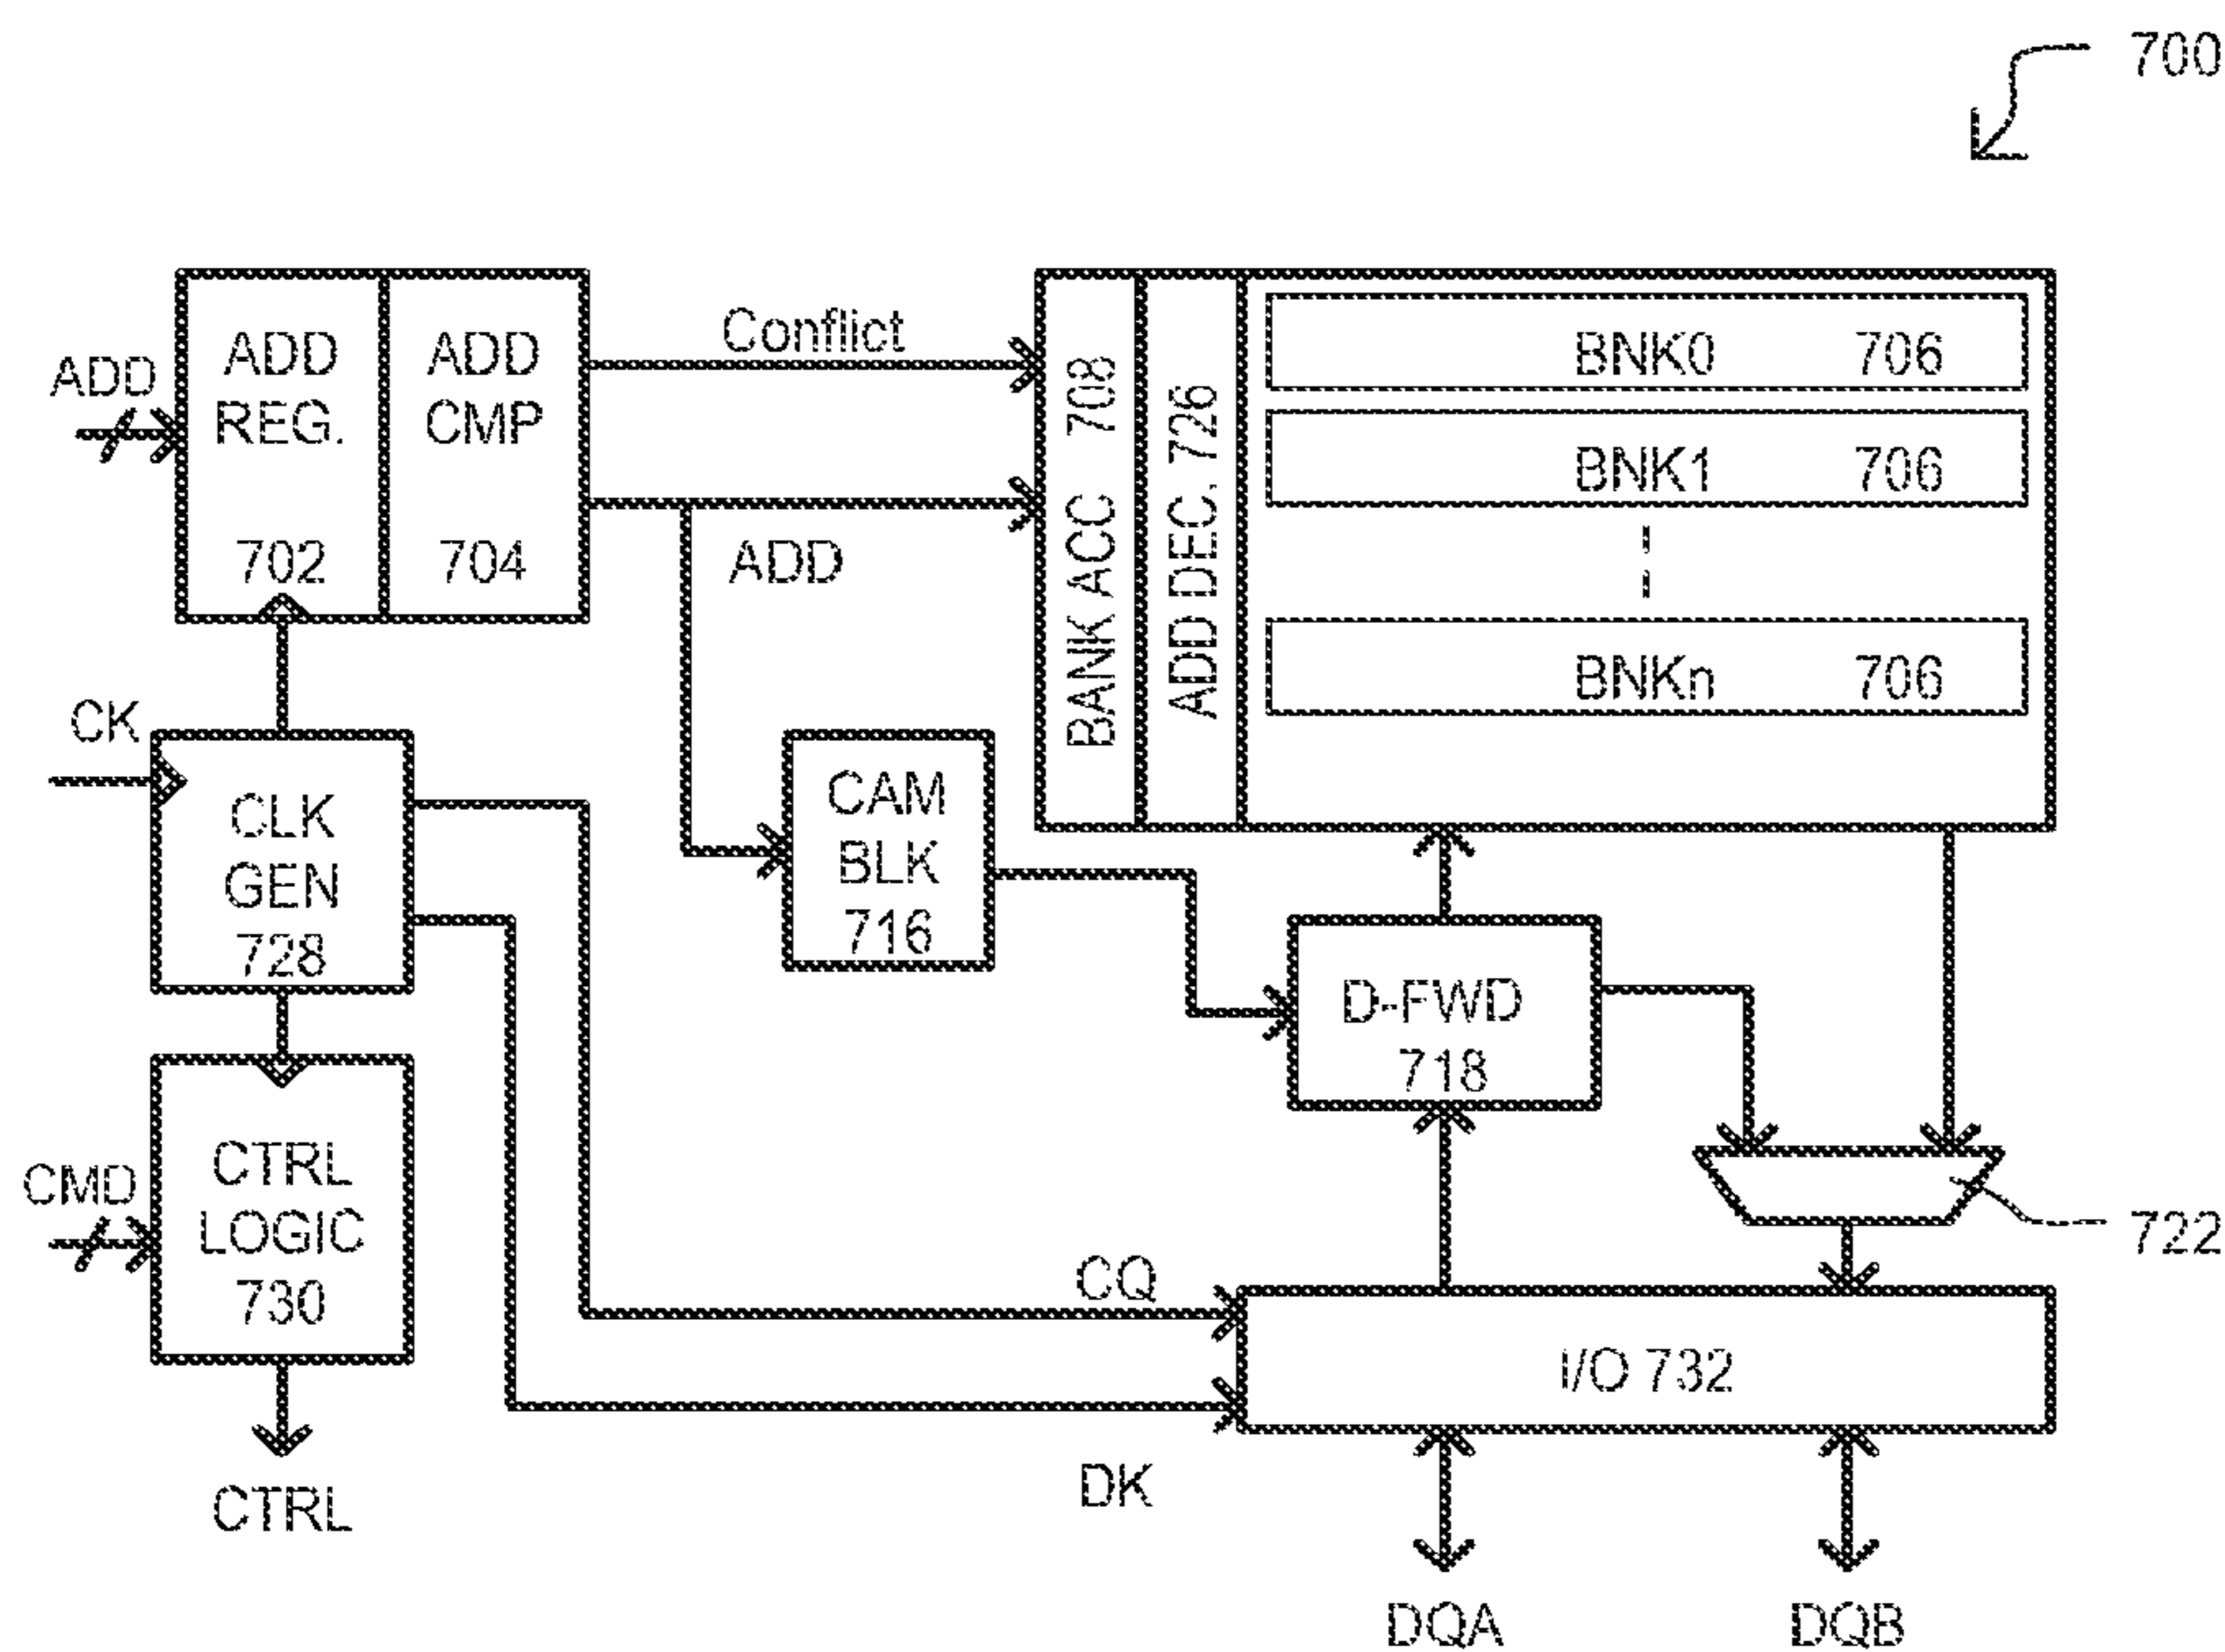 700
ADD
ADD
REG.
702
ADD
CMP
704
Conflict
ADD
BANK ACC 708
ADD DEC. 726
BNK0 706
BNK1 706
BNKn 706
CK
CLK
GEN
728
CAM
BLK
716
D-FWD
718
CMD
CTRL
LOGIC
730
722
CQ
I/O 732
DK
CTRL
DQA
DQB